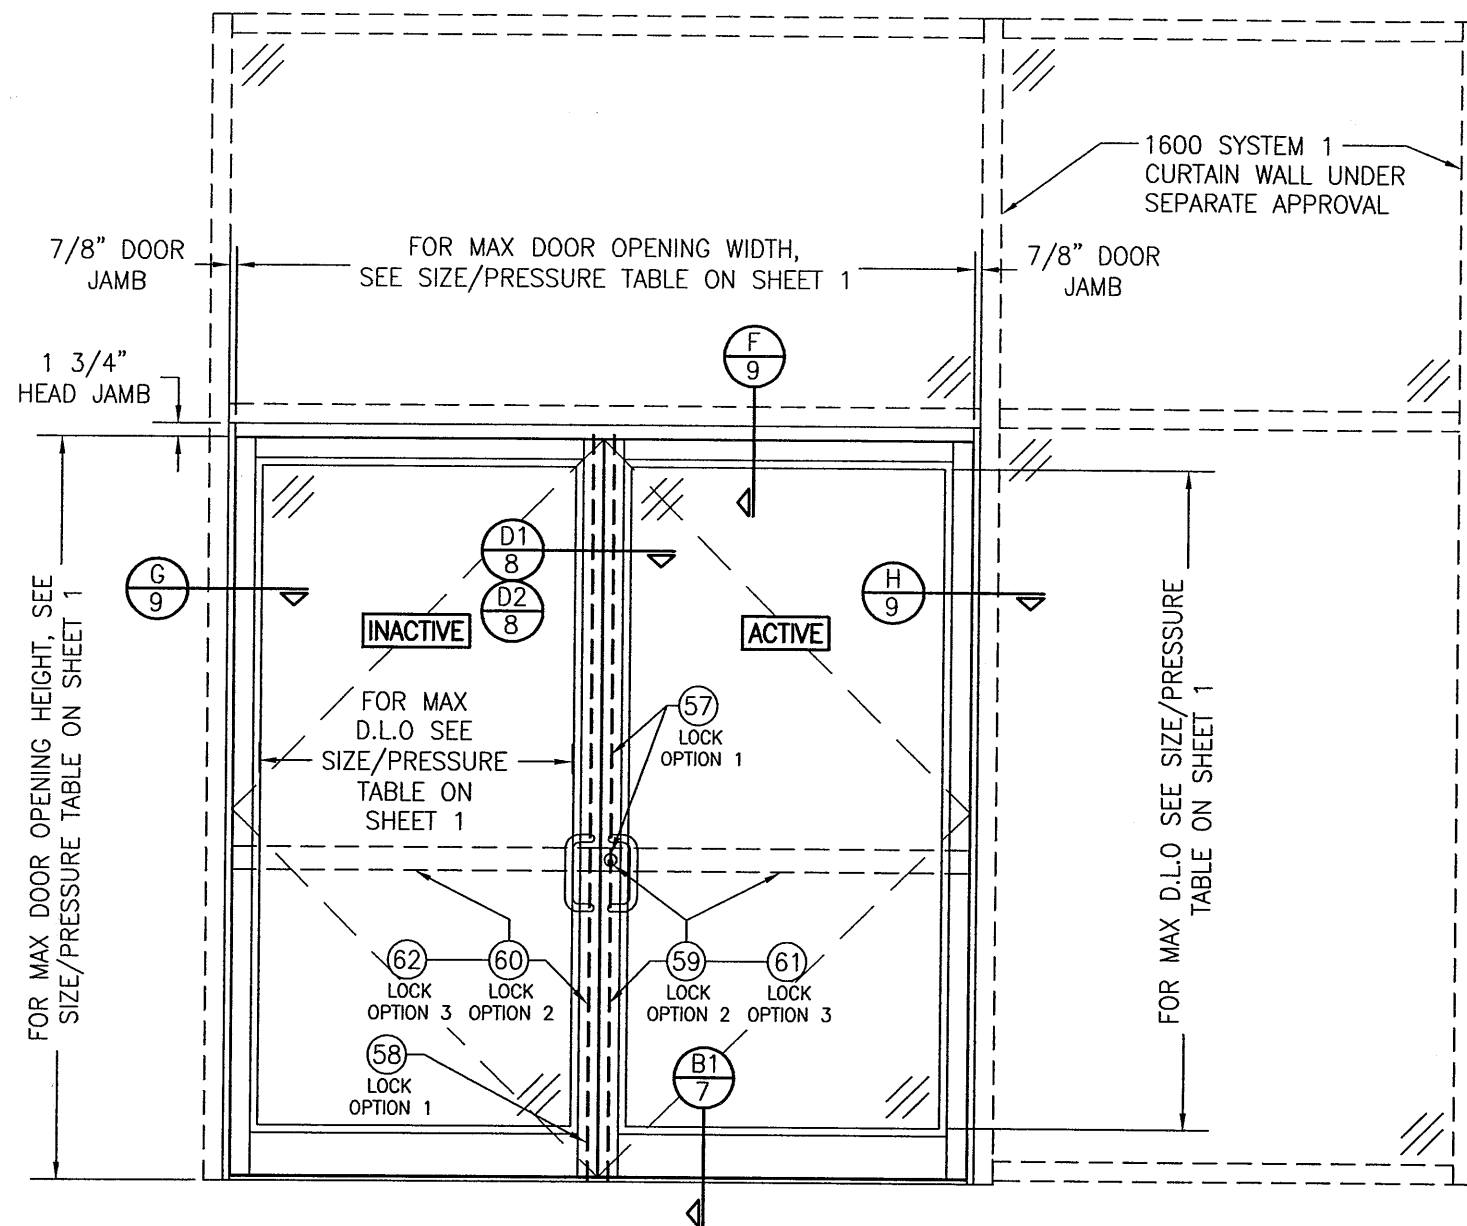 1600 SYSTEM 1
CURTAIN WALL UNDER
SEPARATE APPROVAL
7/8" DOOR
JAMB
FOR MAX DOOR OPENING WIDTH,
SEE SIZE/PRESSURE TABLE ON SHEET 1
7/8" DOOR
JAMB
1 3/4"
HEAD JAMB
F
9
D1
8
D2
8
G
9
H
9
INACTIVE
ACTIVE
FOR MAX DOOR OPENING HEIGHT, SEE
SIZE/PRESSURE TABLE ON SHEET 1
FOR MAX
D.L.O SEE
SIZE/PRESSURE
TABLE ON
SHEET 1
57
LOCK
OPTION 1
FOR MAX D.L.O SEE SIZE/PRESSURE
TABLE ON SHEET 1
62
LOCK
OPTION 3
60
LOCK
OPTION 2
59
LOCK
OPTION 2
61
LOCK
OPTION 3
58
LOCK
OPTION 1
B1
7